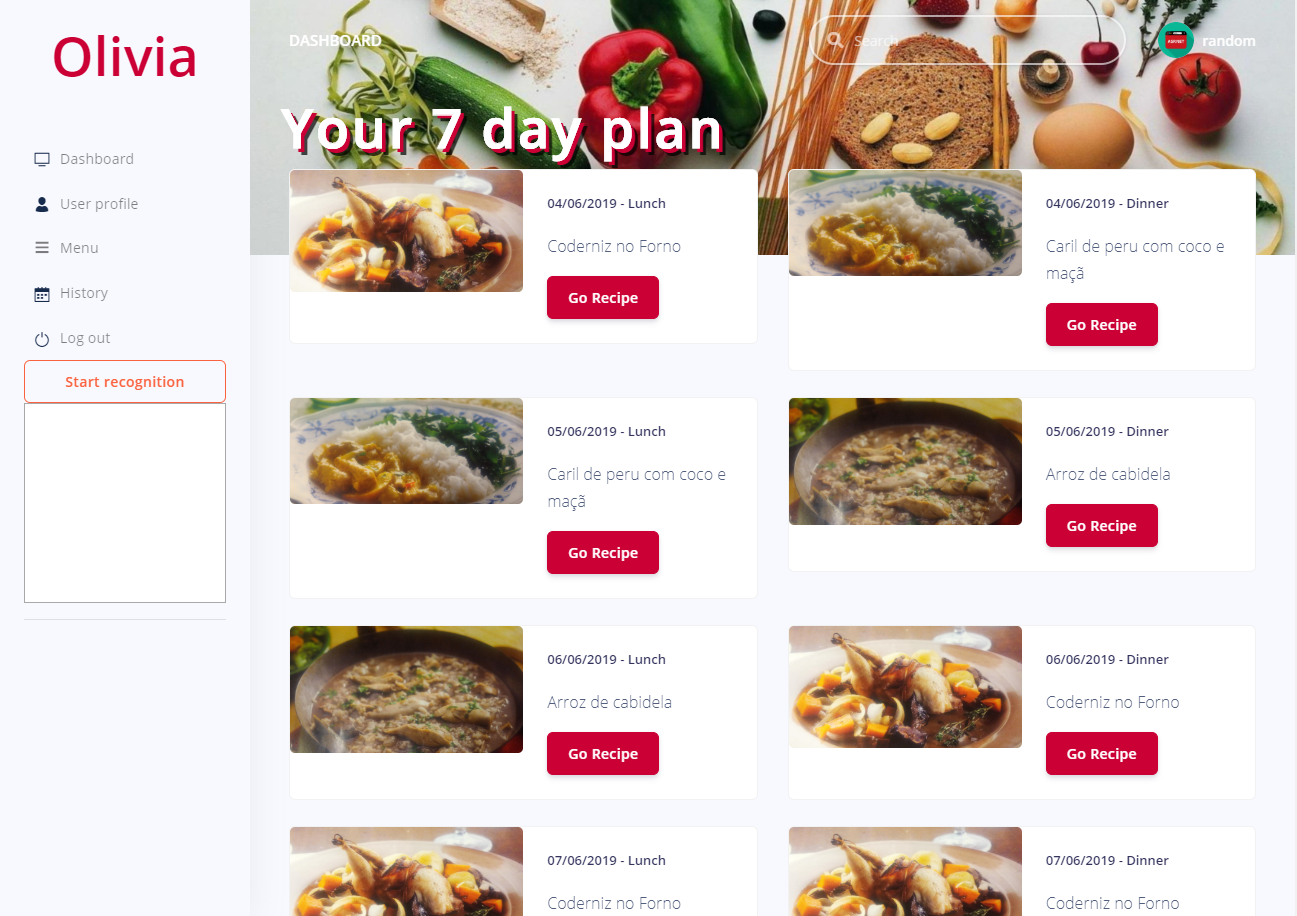 Olivia
Dashboard
User profile
Menu
History
Log out
Start recognition
DASHBOARD
Search
random
Your 7 day plan
04/06/2019 - Lunch
Coderniz no Forno
Go Recipe
04/06/2019 - Dinner
Caril de peru com coco e
maçã
Go Recipe
05/06/2019 - Lunch
Caril de peru com coco e
maçã
Go Recipe
05/06/2019 - Dinner
Arroz de cabidela
Go Recipe
06/06/2019 - Lunch
Arroz de cabidela
Go Recipe
06/06/2019 - Dinner
Coderniz no Forno
Go Recipe
07/06/2019 - Lunch
Coderniz no Forno
07/06/2019 - Dinner
Coderniz no Forno